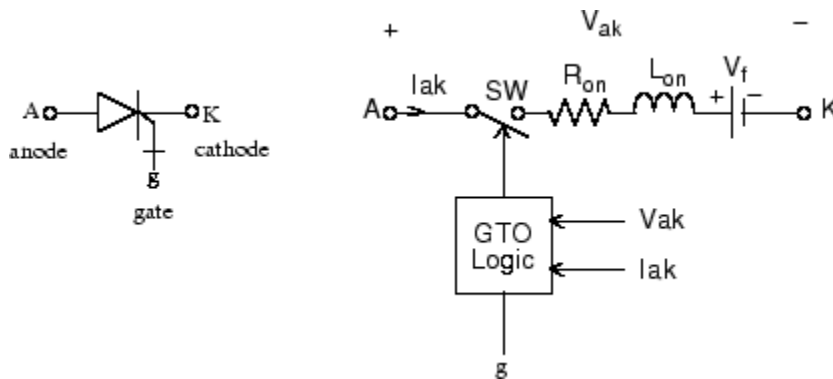 A
K
anode
cathode
g
gate
+ Vak −
Iak
A
SW
Ron
Lon
Vf
+ −
K
GTO
Logic
Vak
Iak
g